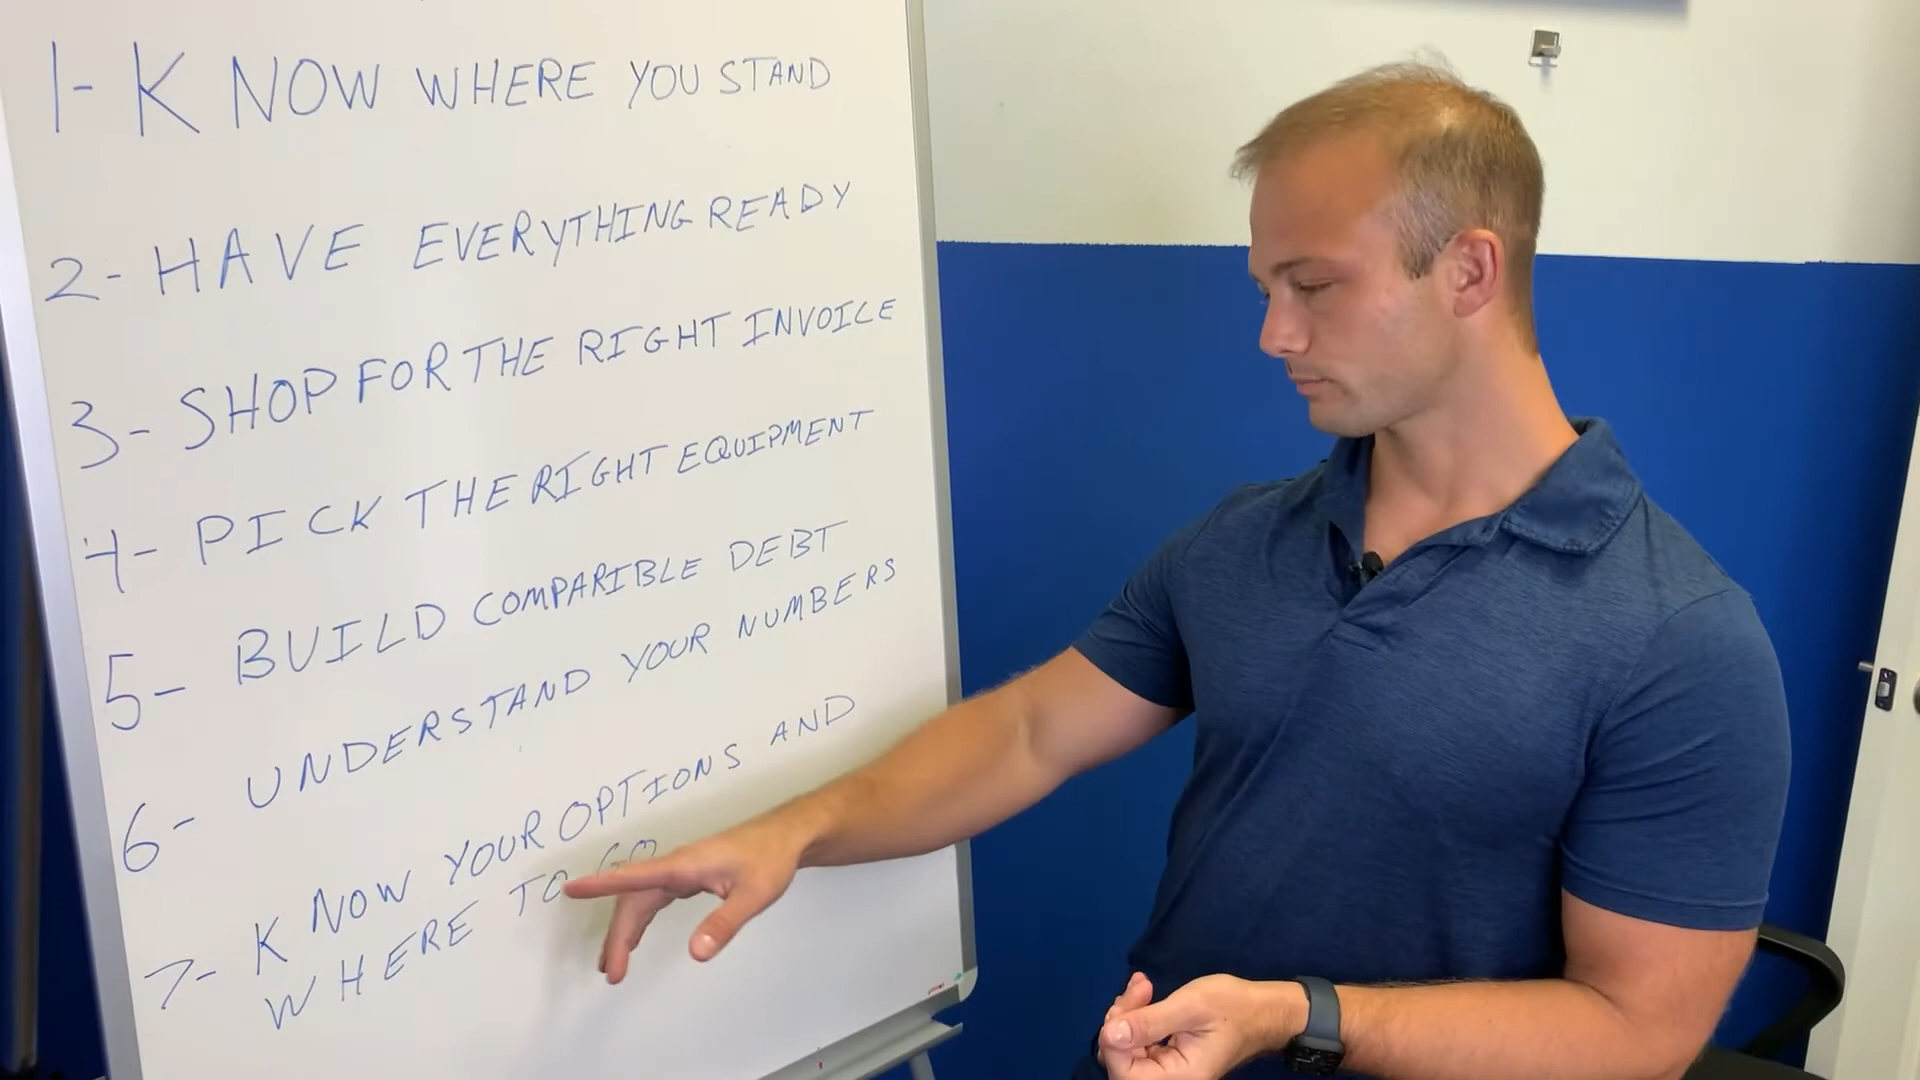 1- KNOW WHERE YOU STAND
2- HAVE EVERYTHING READY
3- SHOP FOR THE RIGHT INVOICE
4- PICK THE RIGHT EQUIPMENT
5- BUILD COMPARIBLE DEBT
6- UNDERSTAND YOUR NUMBERS
7- KNOW YOUR OPTIONS AND
WHERE TO GO